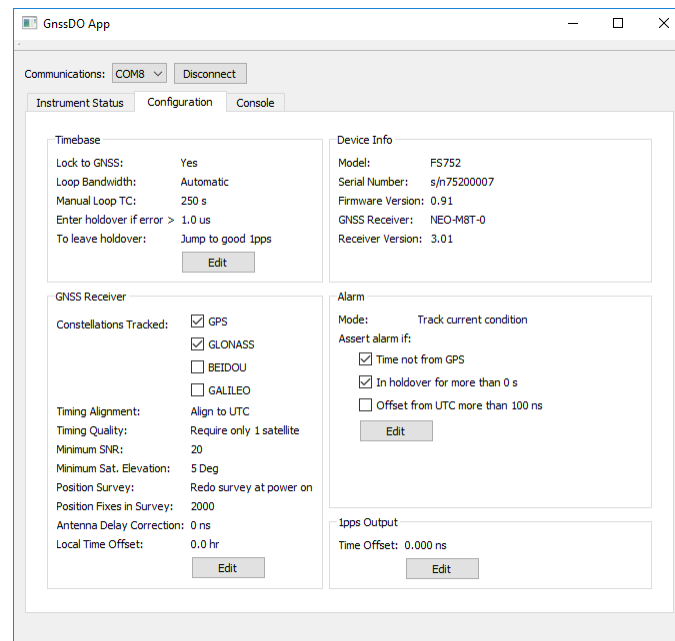 GnssDO App
Communications: COM8 Disconnect
Instrument Status Configuration Console
Timebase
Lock to GNSS: Yes
Loop Bandwidth: Automatic
Manual Loop TC: 250 s
Enter holdover if error > 1.0 us
To leave holdover: Jump to good 1pps
Edit
Device Info
Model: FS752
Serial Number: s/n75200007
Firmware Version: 0.91
GNSS Receiver: NEO-M8T-0
Receiver Version: 3.01
GNSS Receiver
Constellations Tracked: GPS
GLONASS
BEIDOU
GALILEO
Timing Alignment: Align to UTC
Timing Quality: Require only 1 satellite
Minimum SNR: 20
Minimum Sat. Elevation: 5 Deg
Position Survey: Redo survey at power on
Position Fixes in Survey: 2000
Antenna Delay Correction: 0 ns
Local Time Offset: 0.0 hr
Edit
Alarm
Mode: Track current condition
Assert alarm if:
Time not from GPS
In holdover for more than 0 s
Offset from UTC more than 100 ns
Edit
1pps Output
Time Offset: 0.000 ns
Edit